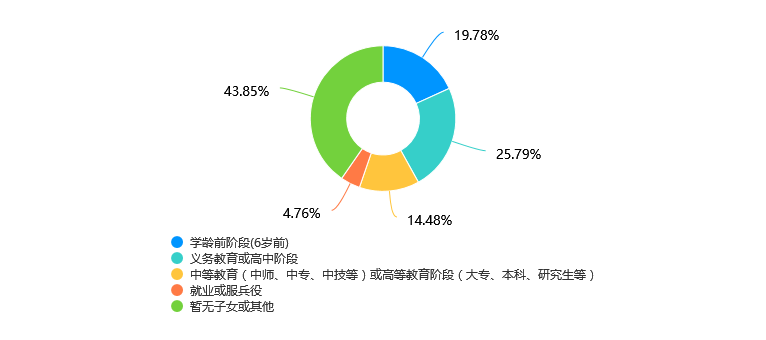 19.78%
43.85%
25.79%
4.76%
14.48%
学龄前阶段(6岁前)
义务教育或高中阶段
中等教育（中师、中专、中技等）或高等教育阶段（大专、本科、研究生等）
就业或服兵役
暂无子女或其他